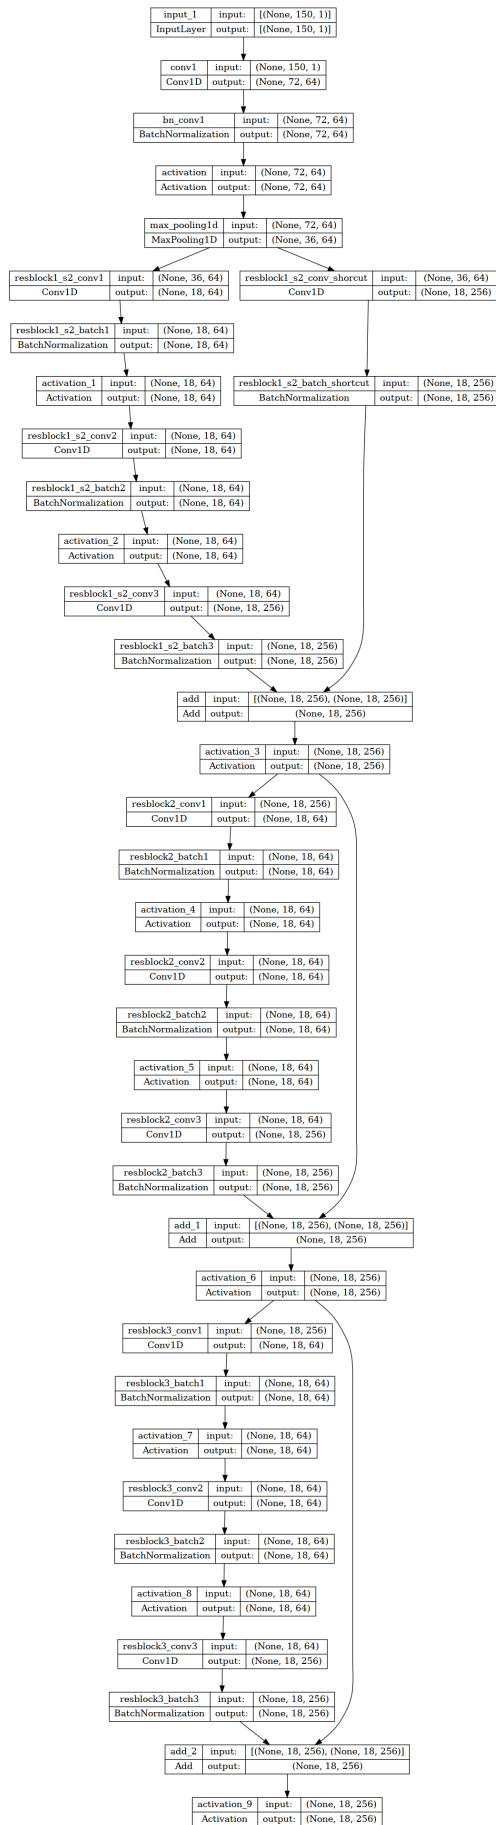 input_1 input: [(None, 150, 1)]
InputLayer output: [(None, 150, 1)]
conv1 input: (None, 150, 1)
Conv1D output: (None, 72, 64)
bn_conv1 input: (None, 72, 64)
BatchNormalization output: (None, 72, 64)
activation input: (None, 72, 64)
Activation output: (None, 72, 64)
max_pooling1d input: (None, 72, 64)
MaxPooling1D output: (None, 36, 64)
resblock1_s2_conv1 input: (None, 36, 64)
Conv1D output: (None, 18, 64)
resblock1_s2_conv_shorcut input: (None, 36, 64)
Conv1D output: (None, 18, 256)
resblock1_s2_batch1 input: (None, 18, 64)
BatchNormalization output: (None, 18, 64)
activation_1 input: (None, 18, 64)
Activation output: (None, 18, 64)
resblock1_s2_batch_shortcut input: (None, 18, 256)
BatchNormalization output: (None, 18, 256)
resblock1_s2_conv2 input: (None, 18, 64)
Conv1D output: (None, 18, 64)
resblock1_s2_batch2 input: (None, 18, 64)
BatchNormalization output: (None, 18, 64)
activation_2 input: (None, 18, 64)
Activation output: (None, 18, 64)
resblock1_s2_conv3 input: (None, 18, 64)
Conv1D output: (None, 18, 256)
resblock1_s2_batch3 input: (None, 18, 256)
BatchNormalization output: (None, 18, 256)
add input: [(None, 18, 256), (None, 18, 256)]
Add output: (None, 18, 256)
activation_3 input: (None, 18, 256)
Activation output: (None, 18, 256)
resblock2_conv1 input: (None, 18, 256)
Conv1D output: (None, 18, 64)
resblock2_batch1 input: (None, 18, 64)
BatchNormalization output: (None, 18, 64)
activation_4 input: (None, 18, 64)
Activation output: (None, 18, 64)
resblock2_conv2 input: (None, 18, 64)
Conv1D output: (None, 18, 64)
resblock2_batch2 input: (None, 18, 64)
BatchNormalization output: (None, 18, 64)
activation_5 input: (None, 18, 64)
Activation output: (None, 18, 64)
resblock2_conv3 input: (None, 18, 64)
Conv1D output: (None, 18, 256)
resblock2_batch3 input: (None, 18, 256)
BatchNormalization output: (None, 18, 256)
add_1 input: [(None, 18, 256), (None, 18, 256)]
Add output: (None, 18, 256)
activation_6 input: (None, 18, 256)
Activation output: (None, 18, 256)
resblock3_conv1 input: (None, 18, 256)
Conv1D output: (None, 18, 64)
resblock3_batch1 input: (None, 18, 64)
BatchNormalization output: (None, 18, 64)
activation_7 input: (None, 18, 64)
Activation output: (None, 18, 64)
resblock3_conv2 input: (None, 18, 64)
Conv1D output: (None, 18, 64)
resblock3_batch2 input: (None, 18, 64)
BatchNormalization output: (None, 18, 64)
activation_8 input: (None, 18, 64)
Activation output: (None, 18, 64)
resblock3_conv3 input: (None, 18, 64)
Conv1D output: (None, 18, 256)
resblock3_batch3 input: (None, 18, 256)
BatchNormalization output: (None, 18, 256)
add_2 input: [(None, 18, 256), (None, 18, 256)]
Add output: (None, 18, 256)
activation_9 input: (None, 18, 256)
Activation output: (None, 18, 256)